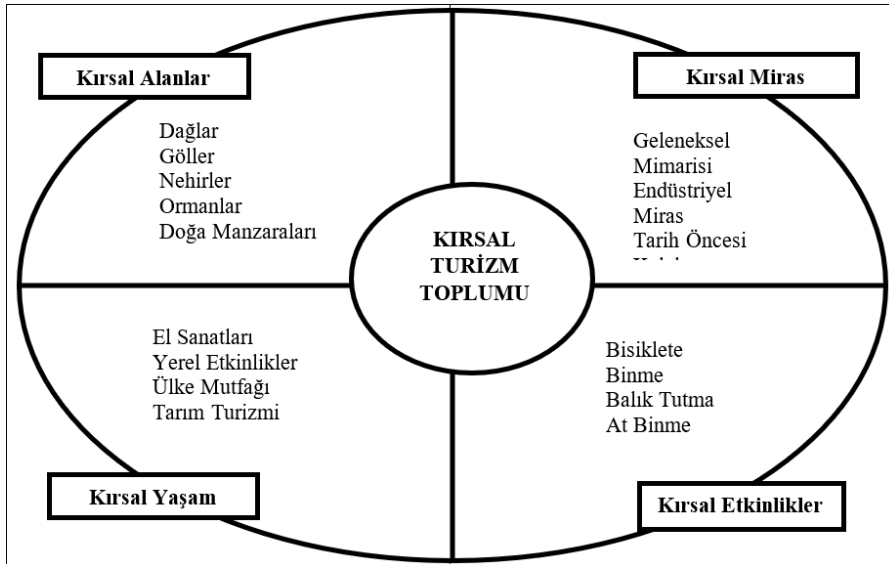 Kırsal Alanlar
Dağlar
Göller
Nehirler
Ormanlar
Doğa Manzaraları
Kırsal Miras
Geleneksel
Mimarisi
Endüstriyel
Miras
Tarih Öncesi
KIRSAL
TURİZM
TOPLUMU
El Sanatları
Yerel Etkinlikler
Ülke Mutfağı
Tarım Turizmi
Kırsal Yaşam
Bisiklete
Binme
Balık Tutma
At Binme
Kırsal Etkinlikler